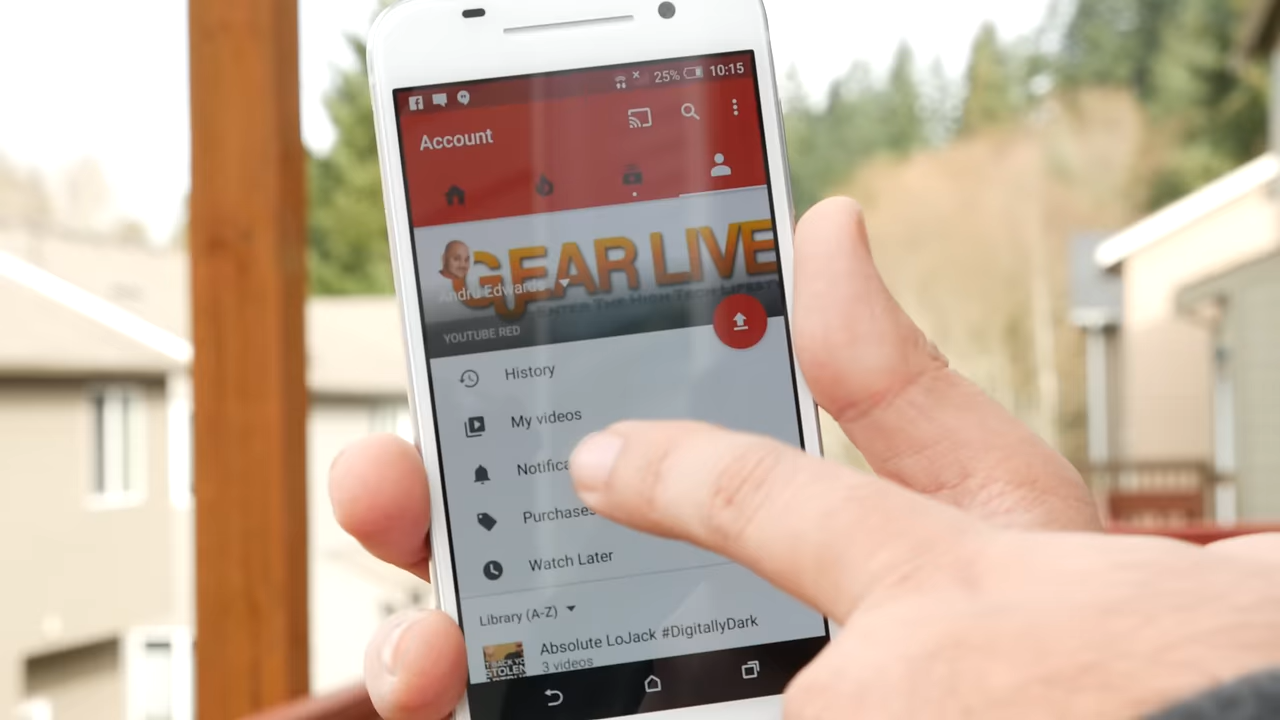 25% 10:15
Account
GEAR LIVE
Andru Edwards
YOUTUBE RED
History
My videos
Notifica
Purchases
Watch Later
Library (A-Z)
Absolute LoJack #DigitallyDark
3 videos
STOLEN